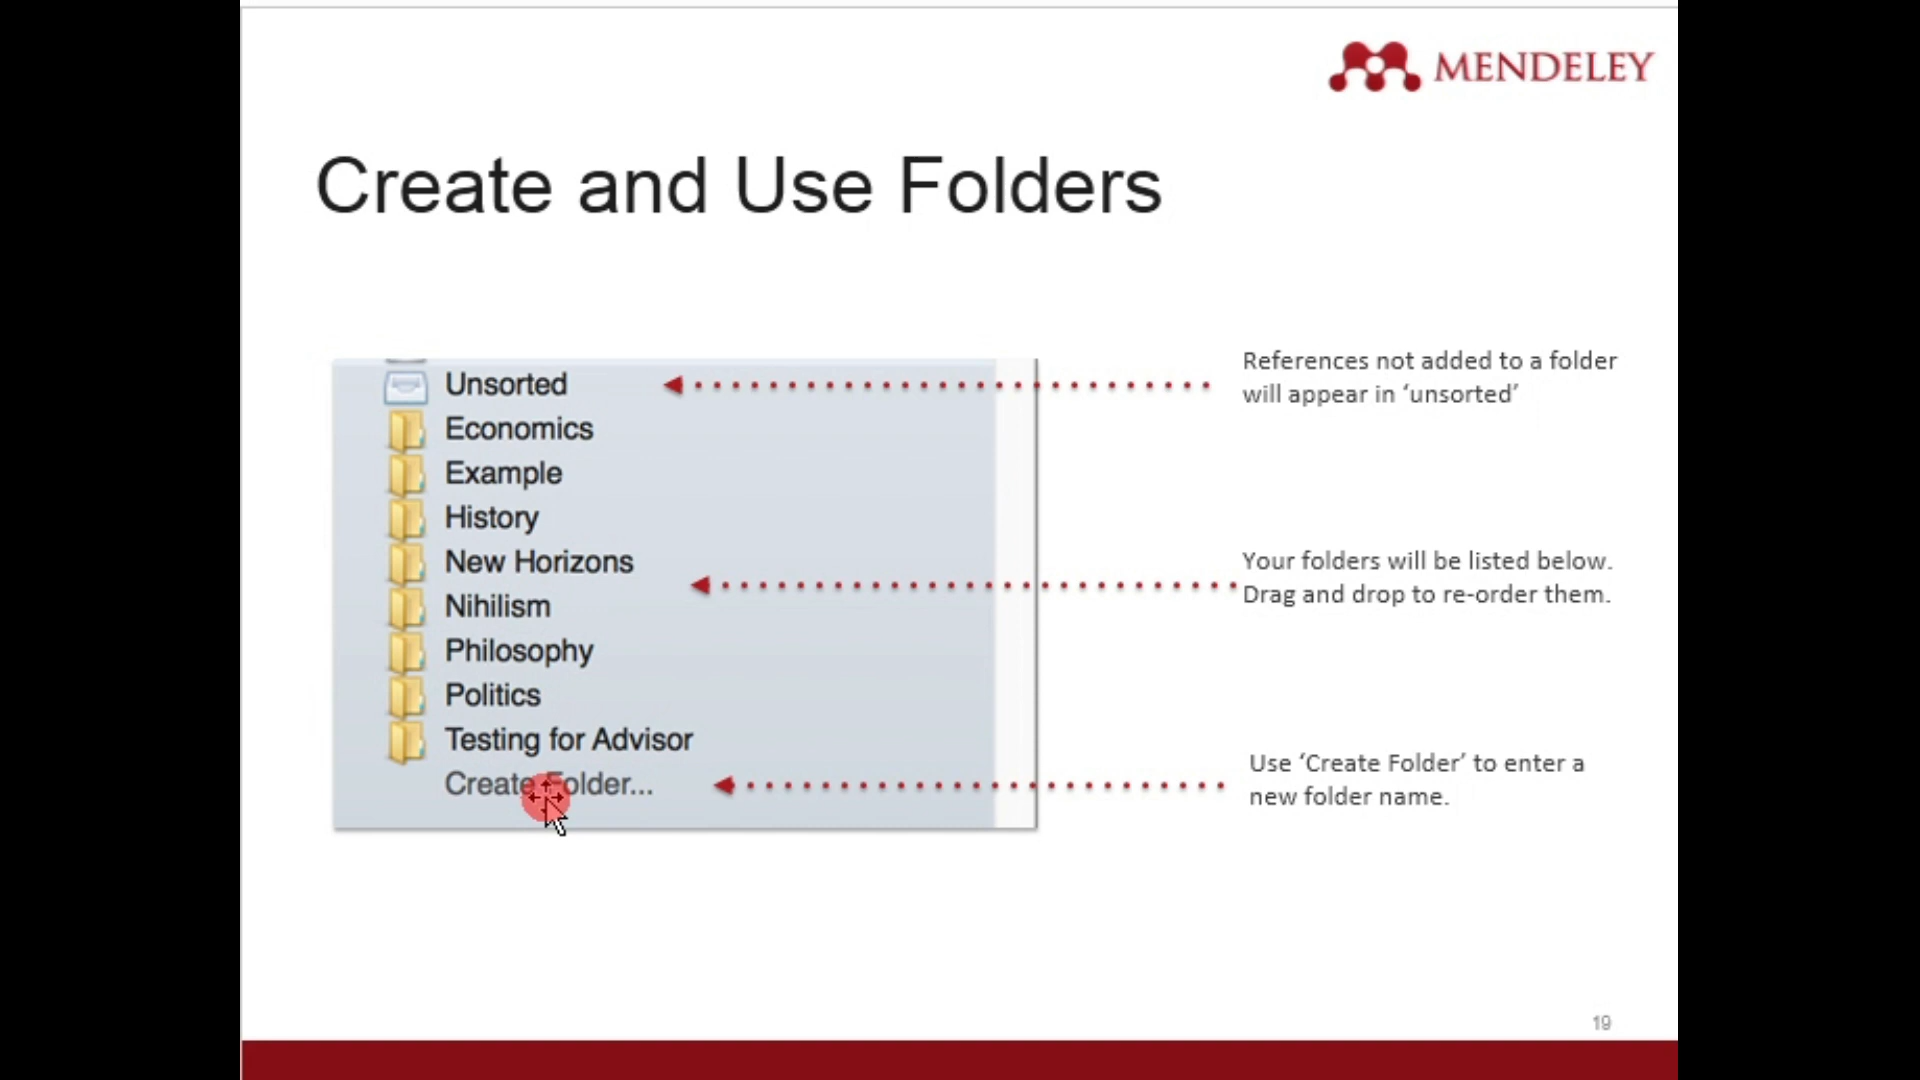 MENDELEY
Create and Use Folders
Unsorted
Economics
Example
History
New Horizons
Nihilism
Philosophy
Politics
Testing for Advisor
Create Folder...
References not added to a folder
will appear in ‘unsorted’
Your folders will be listed below.
Drag and drop to re-order them.
Use ‘Create Folder’ to enter a
new folder name.
19